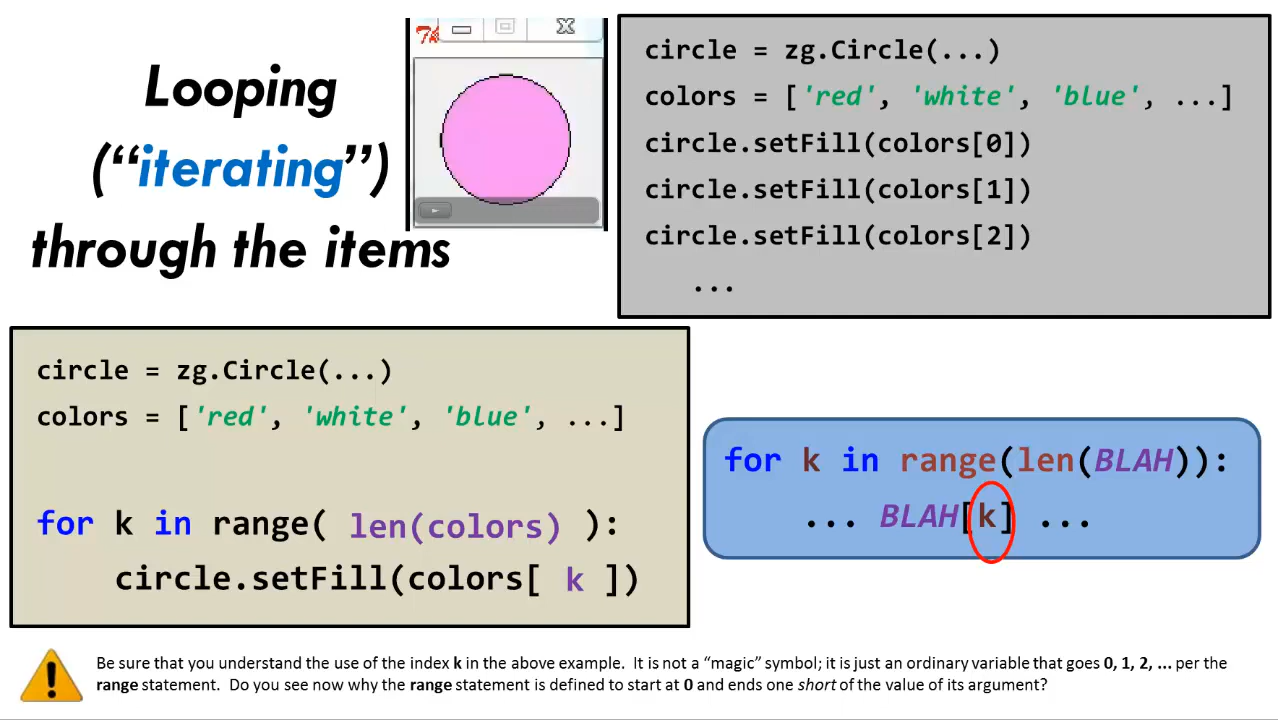 Looping
(“iterating”)
through the items
circle = zg.Circle(...)
colors = ['red', 'white', 'blue', ...]
circle.setFill(colors[0])
circle.setFill(colors[1])
circle.setFill(colors[2])
...
circle = zg.Circle(...)
colors = ['red', 'white', 'blue', ...]
for k in range( len(colors) ):
circle.setFill(colors[ k ])
for k in range(len(BLAH)):
... BLAH[k] ...
Be sure that you understand the use of the index k in the above example.  It is not a “magic” symbol; it is just an ordinary variable that goes 0, 1, 2, ... per the
range statement.  Do you see now why the range statement is defined to start at 0 and ends one short of the value of its argument?